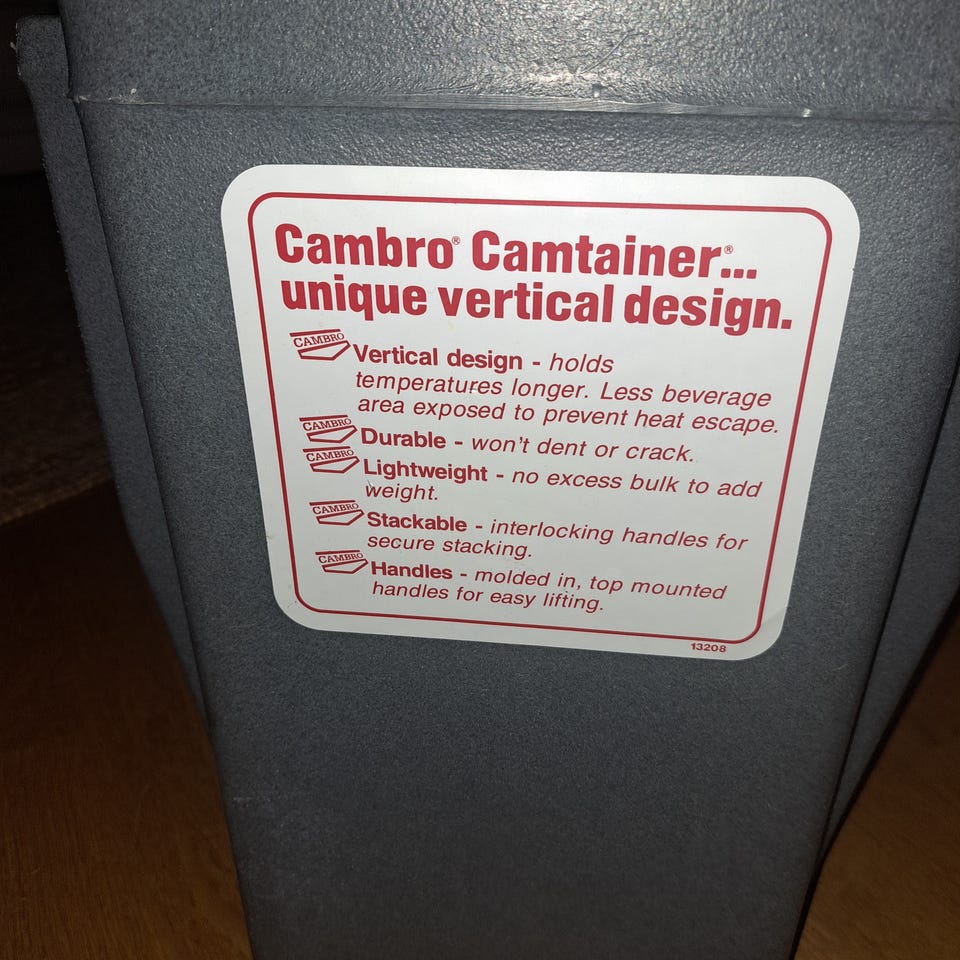 Cambro® Camtainer®...
unique vertical design.
CAMBRO Vertical design - holds
temperatures longer. Less beverage
area exposed to prevent heat escape.
CAMBRO Durable - won't dent or crack.
CAMBRO Lightweight - no excess bulk to add
weight.
CAMBRO Stackable - interlocking handles for
secure stacking.
CAMBRO Handles - molded in, top mounted
handles for easy lifting.
13208